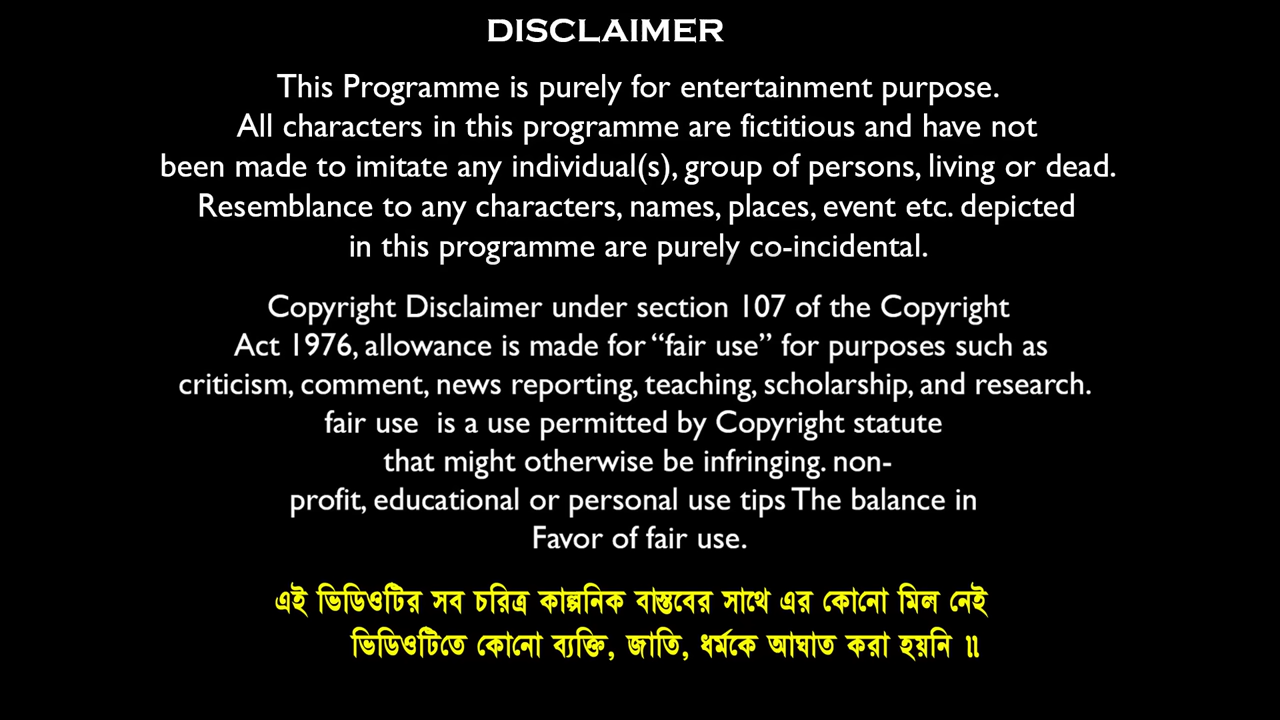 DISCLAIMER
This Programme is purely for entertainment purpose.
All characters in this programme are fictitious and have not
been made to imitate any individual(s), group of persons, living or dead.
Resemblance to any characters, names, places, event etc. depicted
in this programme are purely co-incidental.
Copyright Disclaimer under section 107 of the Copyright
Act 1976, allowance is made for “fair use” for purposes such as
criticism, comment, news reporting, teaching, scholarship, and research.
fair use  is a use permitted by Copyright statute
that might otherwise be infringing. non-
profit, educational or personal use tips The balance in
Favor of fair use.
এই ভিডিওটির সব চরিত্র কাল্পনিক বাস্তবের সাথে এর কোনো মিল নেই
ভিডিওটিতে কোনো ব্যক্তি, জাতি, ধর্মকে আঘাত করা হয়নি ॥